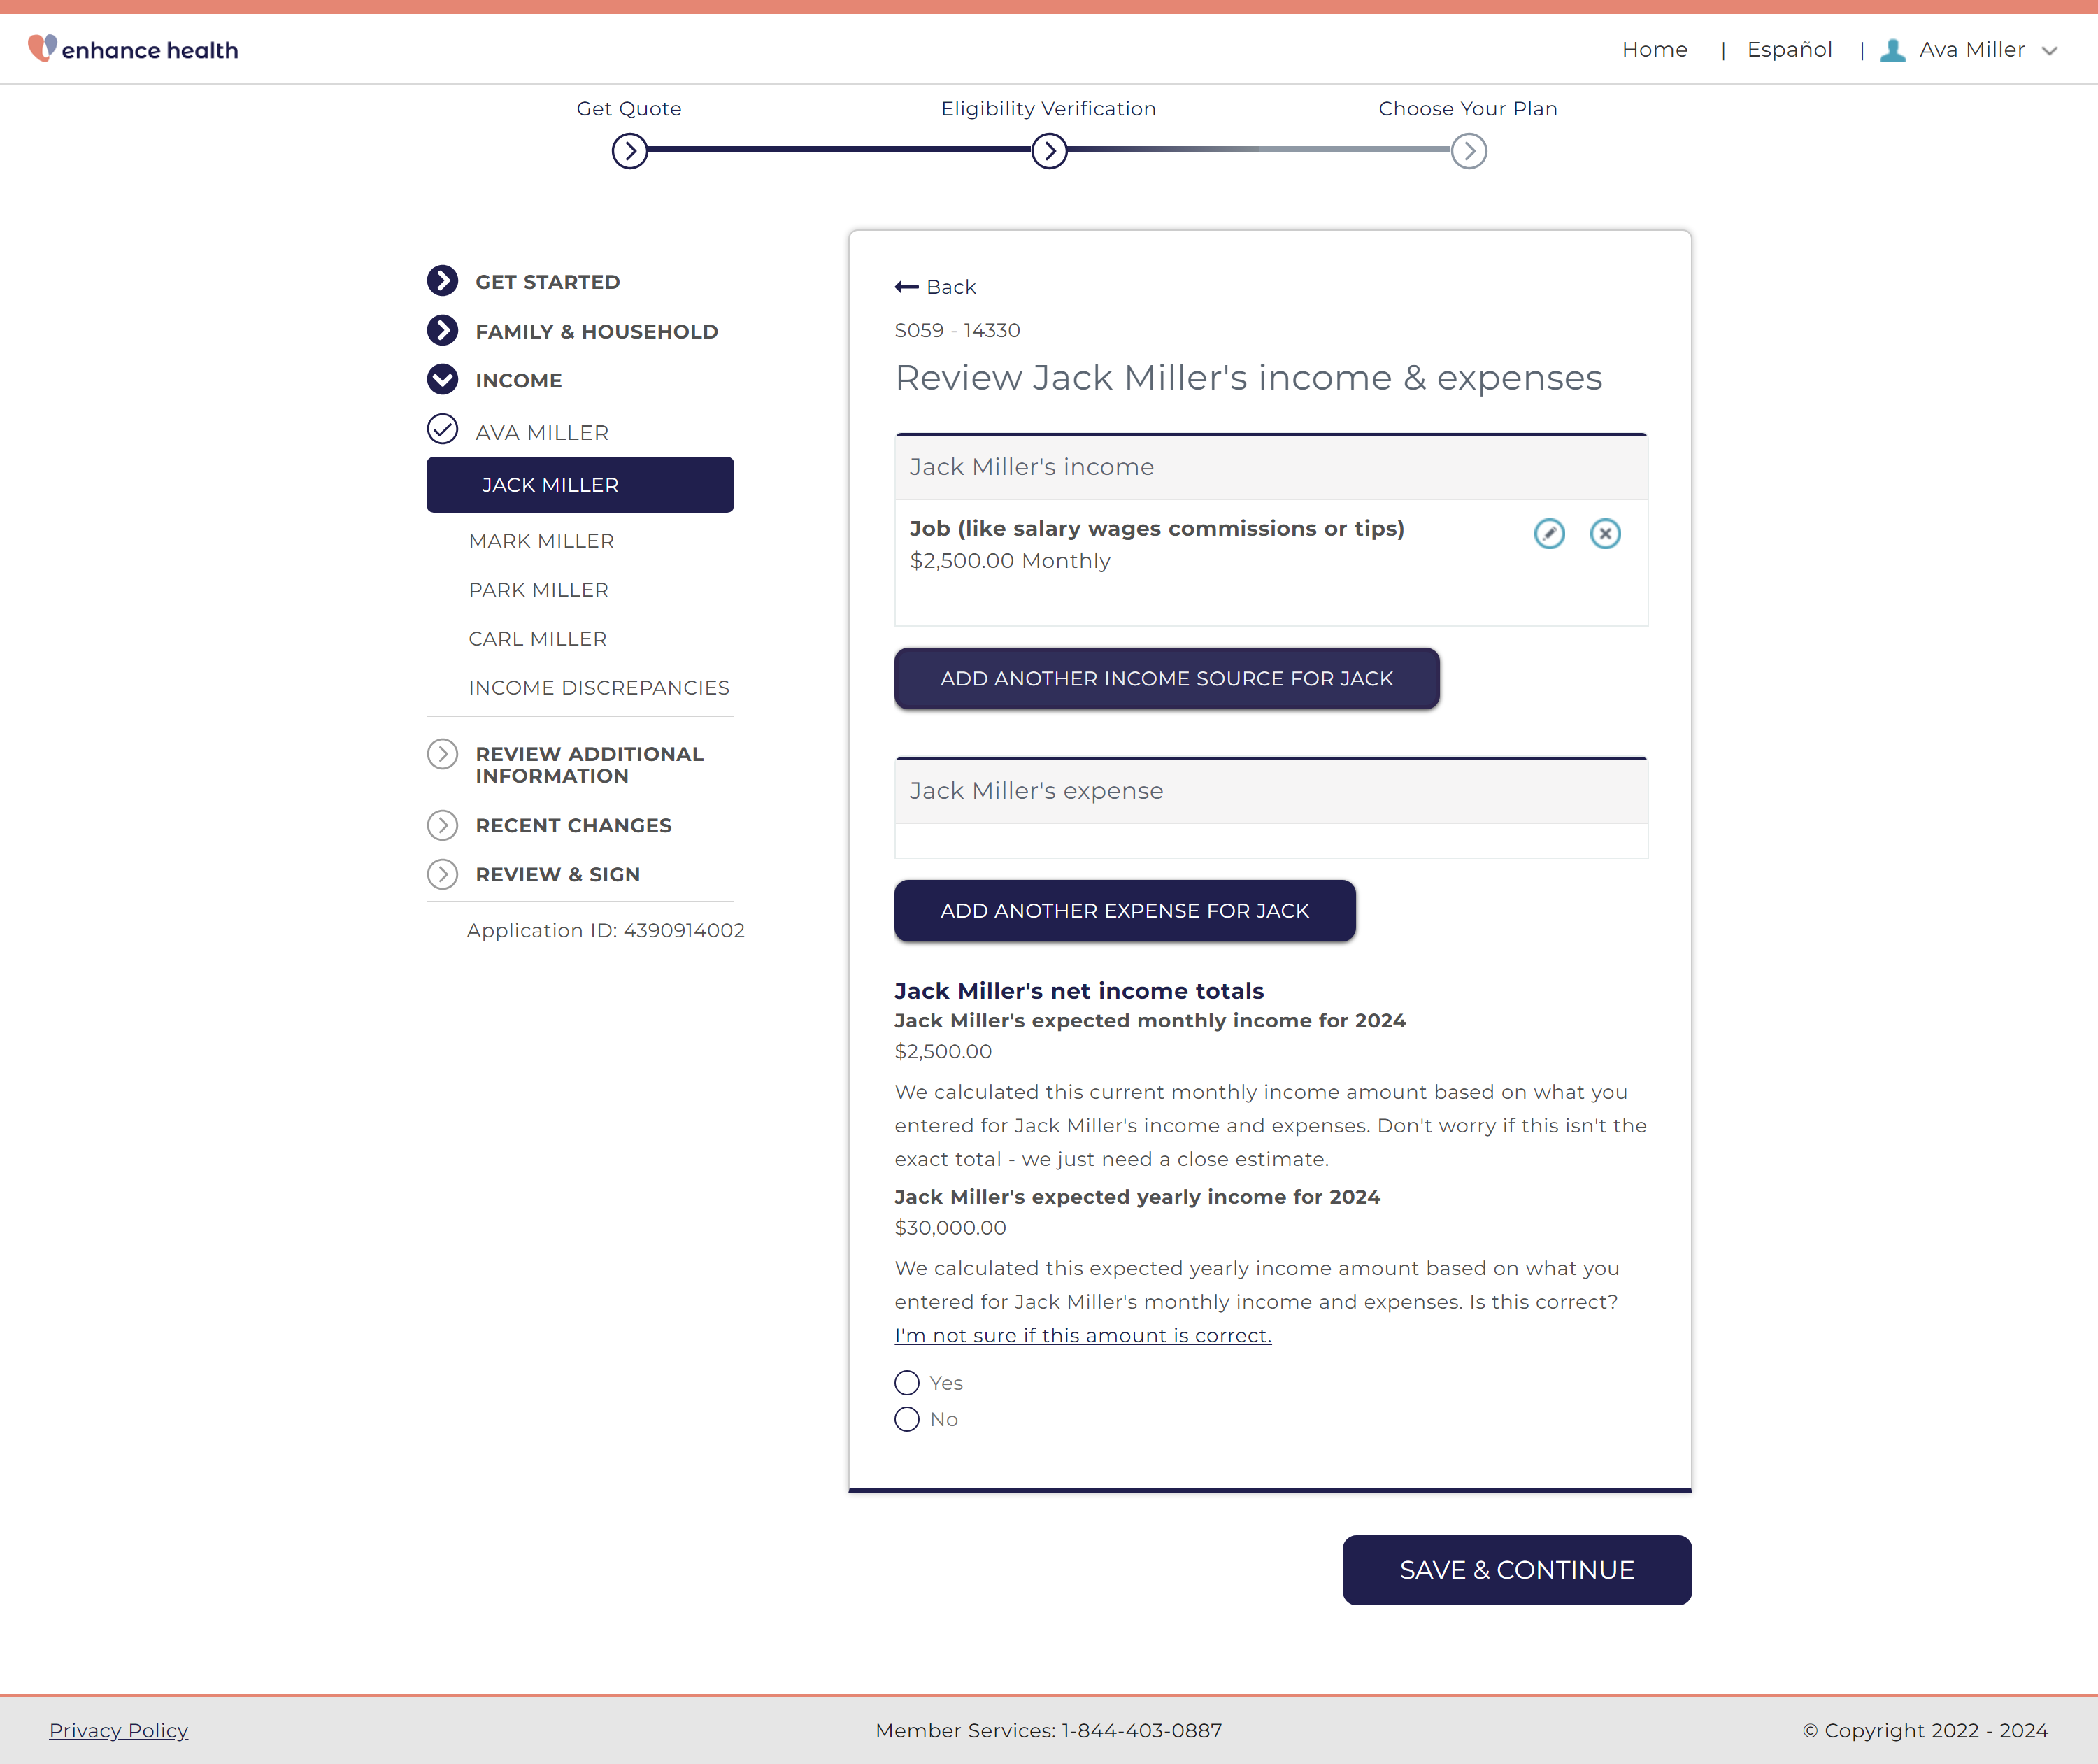 enhance health
Home | Español | Ava Miller
Get Quote
Eligibility Verification
Choose Your Plan
GET STARTED
FAMILY & HOUSEHOLD
INCOME
AVA MILLER
JACK MILLER
MARK MILLER
PARK MILLER
CARL MILLER
INCOME DISCREPANCIES
REVIEW ADDITIONAL
INFORMATION
RECENT CHANGES
REVIEW & SIGN
Application ID: 4390914002
Back
S059 - 14330
Review Jack Miller's income & expenses
Jack Miller's income
Job (like salary wages commissions or tips)
$2,500.00 Monthly
ADD ANOTHER INCOME SOURCE FOR JACK
Jack Miller's expense
ADD ANOTHER EXPENSE FOR JACK
Jack Miller's net income totals
Jack Miller's expected monthly income for 2024
$2,500.00
We calculated this current monthly income amount based on what you
entered for Jack Miller's income and expenses. Don't worry if this isn't the
exact total - we just need a close estimate.
Jack Miller's expected yearly income for 2024
$30,000.00
We calculated this expected yearly income amount based on what you
entered for Jack Miller's monthly income and expenses. Is this correct?
I'm not sure if this amount is correct.
Yes
No
SAVE & CONTINUE
Privacy Policy
Member Services: 1-844-403-0887
© Copyright 2022 - 2024